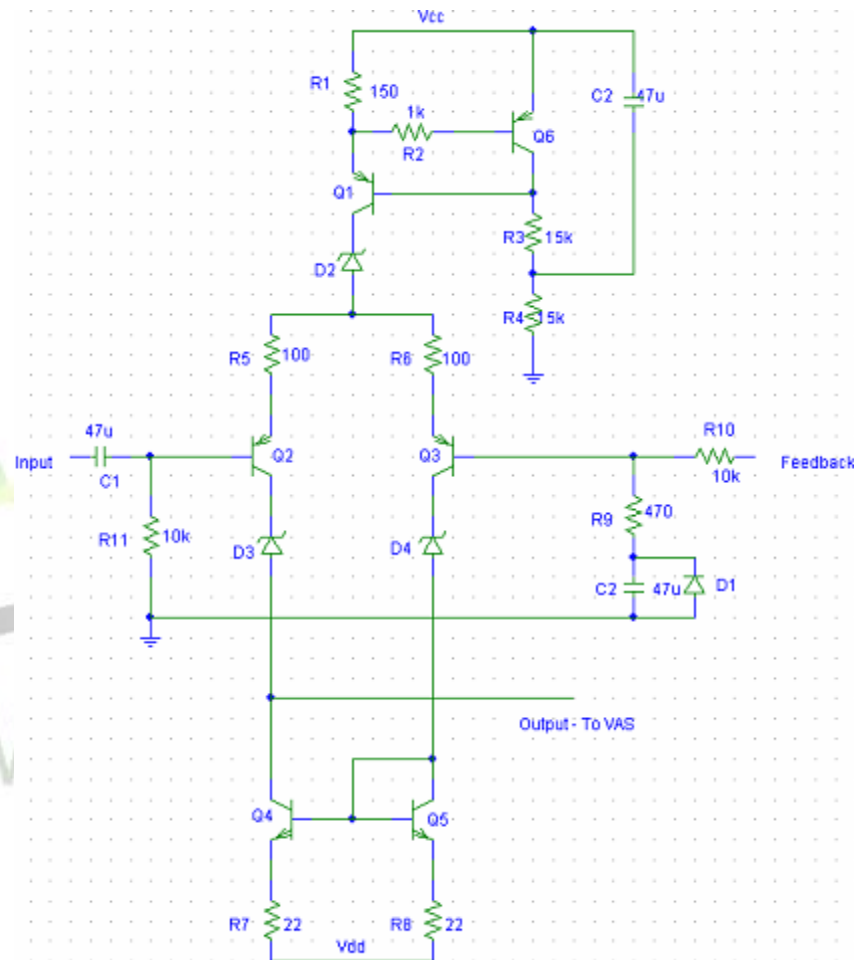 Vcc
R1
150
1k
R2
C2
47u
Q6
Q1
R3
15k
D2
R4
15k
R5
100
R6
100
47u
Input
C1
Q2
Q3
R10
10k
Feedback
R11
10k
R9
470
D3
D4
C2
47u
D1
Output - To VAS
Q4
Q5
R7
22
R8
22
Vdd